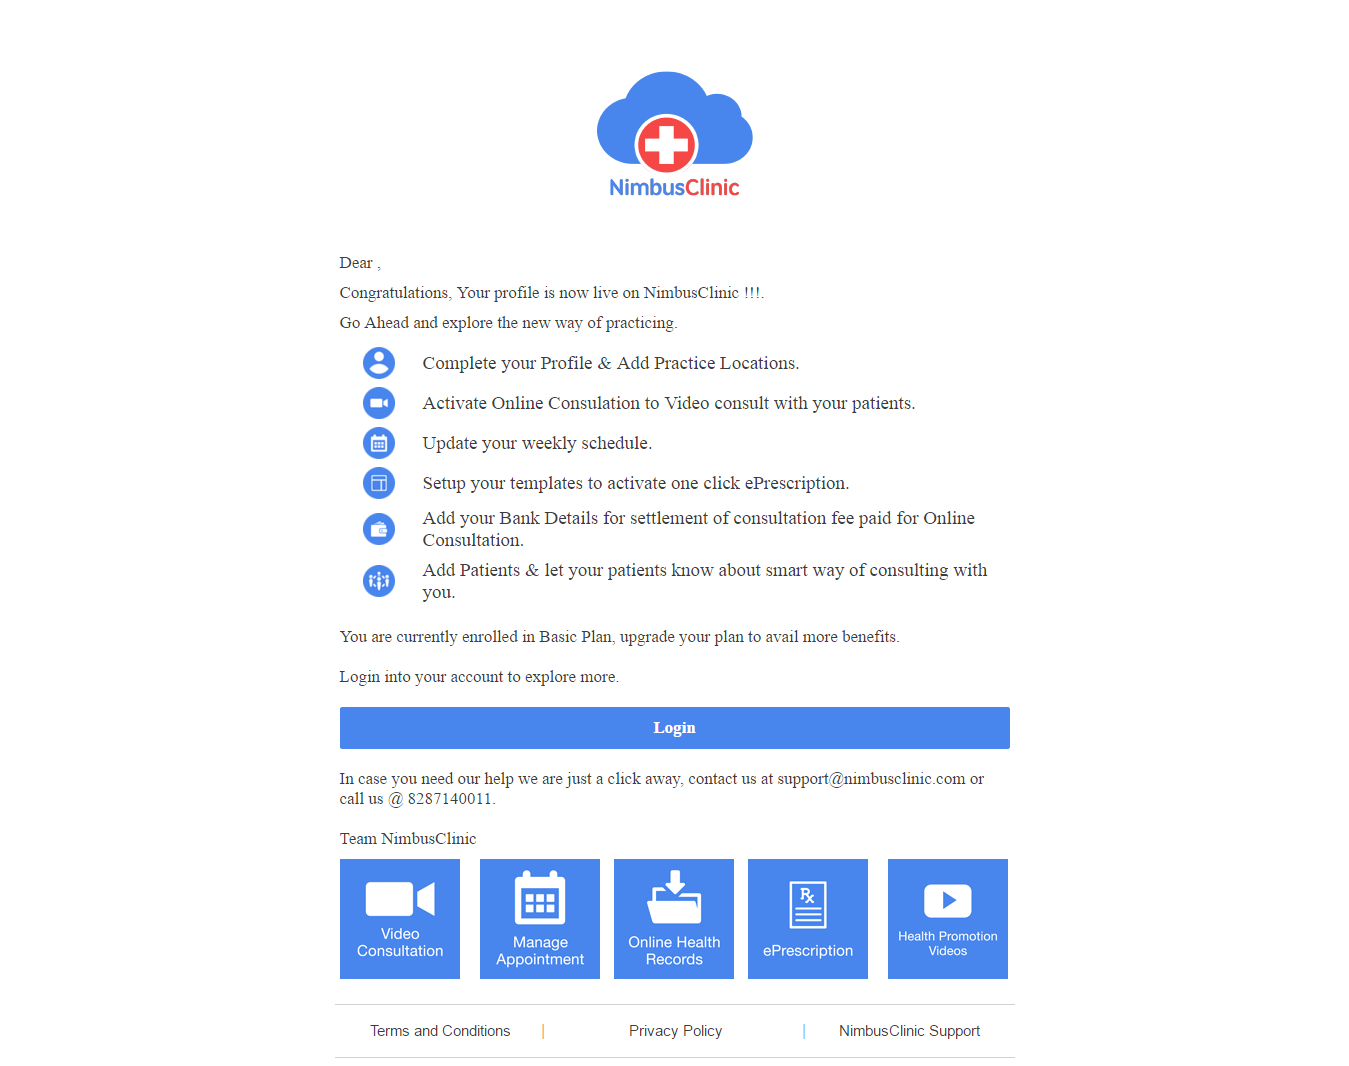 NimbusClinic
Dear ,
Congratulations, Your profile is now live on NimbusClinic !!!.
Go Ahead and explore the new way of practicing.
Complete your Profile & Add Practice Locations.
Activate Online Consulation to Video consult with your patients.
Update your weekly schedule.
Setup your templates to activate one click ePrescription.
Add your Bank Details for settlement of consultation fee paid for Online
Consultation.
Add Patients & let your patients know about smart way of consulting with
you.
You are currently enrolled in Basic Plan, upgrade your plan to avail more benefits.
Login into your account to explore more.
Login
In case you need our help we are just a click away, contact us at support@nimbusclinic.com or
call us @ 8287140011.
Team NimbusClinic
Video
Consultation
Manage
Appointment
Online Health
Records
Rx
ePrescription
Health Promotion
Videos
Terms and Conditions | Privacy Policy | NimbusClinic Support